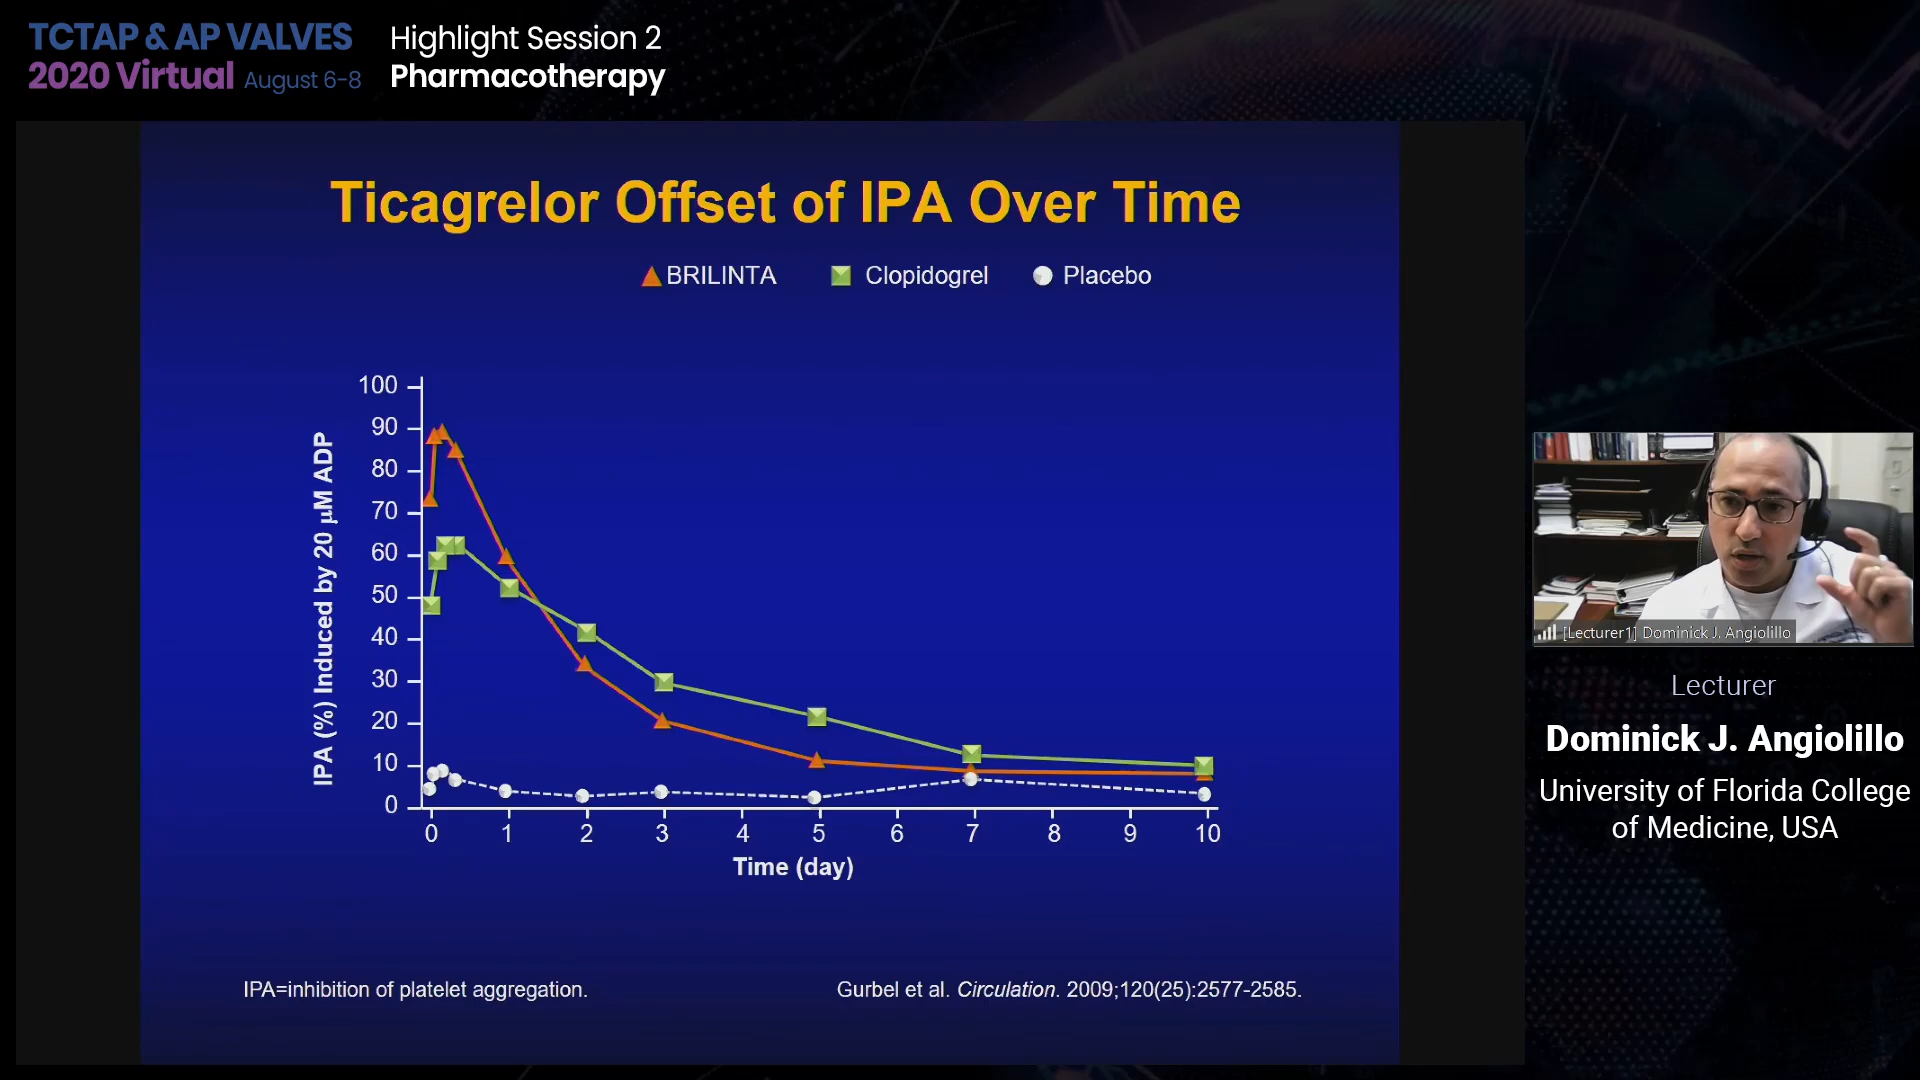 TCTAP & AP VALVES
2020 Virtual August 6-8
Highlight Session 2
Pharmacotherapy
Ticagrelor Offset of IPA Over Time
BRILINTA Clopidogrel Placebo
IPA (%) Induced by 20 μM ADP
100
90
80
70
60
50
40
30
20
10
0
0 1 2 3 4 5 6 7 8 9 10
Time (day)
IPA=inhibition of platelet aggregation.
Gurbel et al. Circulation. 2009;120(25):2577-2585.
[Lecturer1] Dominick J. Angiolillo
Lecturer
Dominick J. Angiolillo
University of Florida College
of Medicine, USA